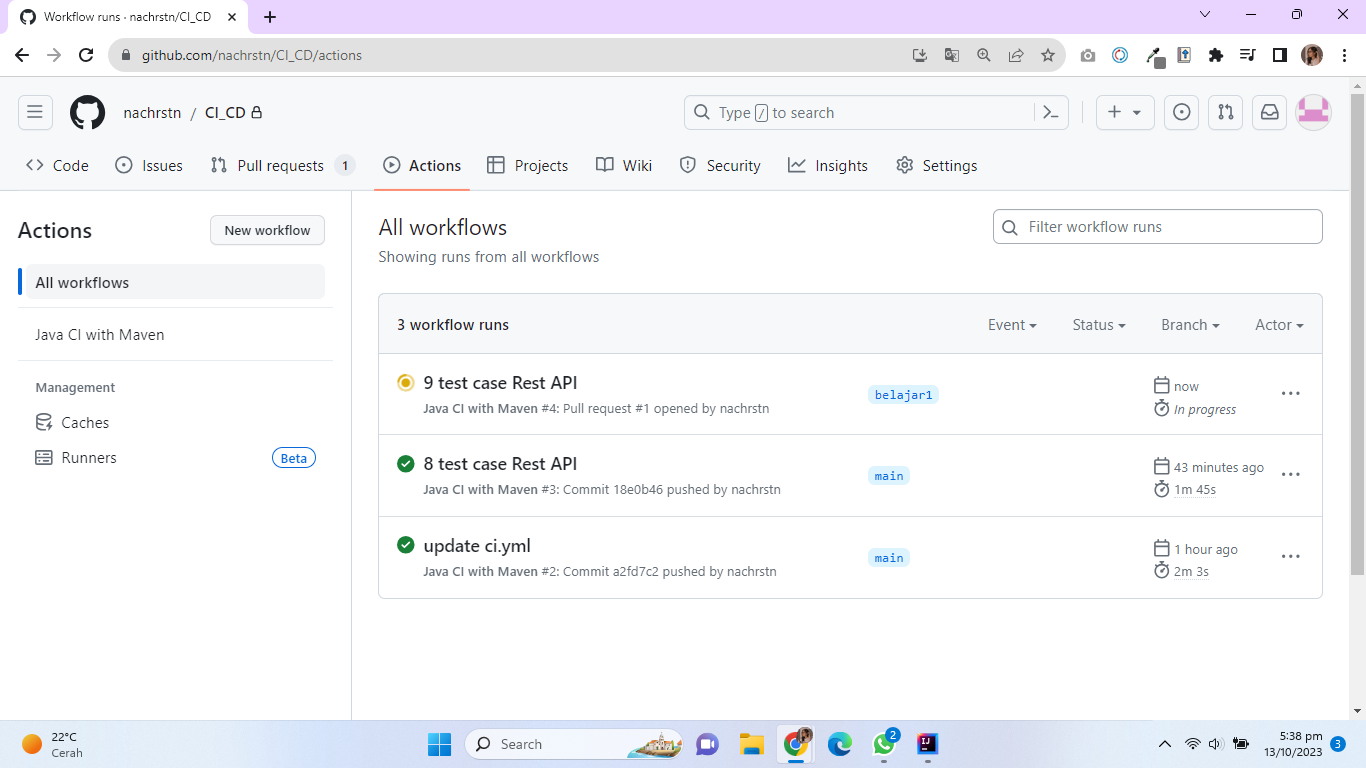 Workflow runs · nachrstn/CI_CD
github.com/nachrstn/CI_CD/actions
nachrstn / CI_CD
Type / to search
Code
Issues
Pull requests 1
Actions
Projects
Wiki
Security
Insights
Settings
Actions
New workflow
All workflows
Java CI with Maven
Management
Caches
Runners
Beta
All workflows
Showing runs from all workflows
Filter workflow runs
3 workflow runs
Event
Status
Branch
Actor
9 test case Rest API
Java CI with Maven #4: Pull request #1 opened by nachrstn
belajar1
now
In progress
8 test case Rest API
Java CI with Maven #3: Commit 18e0b46 pushed by nachrstn
main
43 minutes ago
1m 45s
update ci.yml
Java CI with Maven #2: Commit a2fd7c2 pushed by nachrstn
main
1 hour ago
2m 3s
22°C
Cerah
Search
2
IJ
5:38 pm
13/10/2023
3